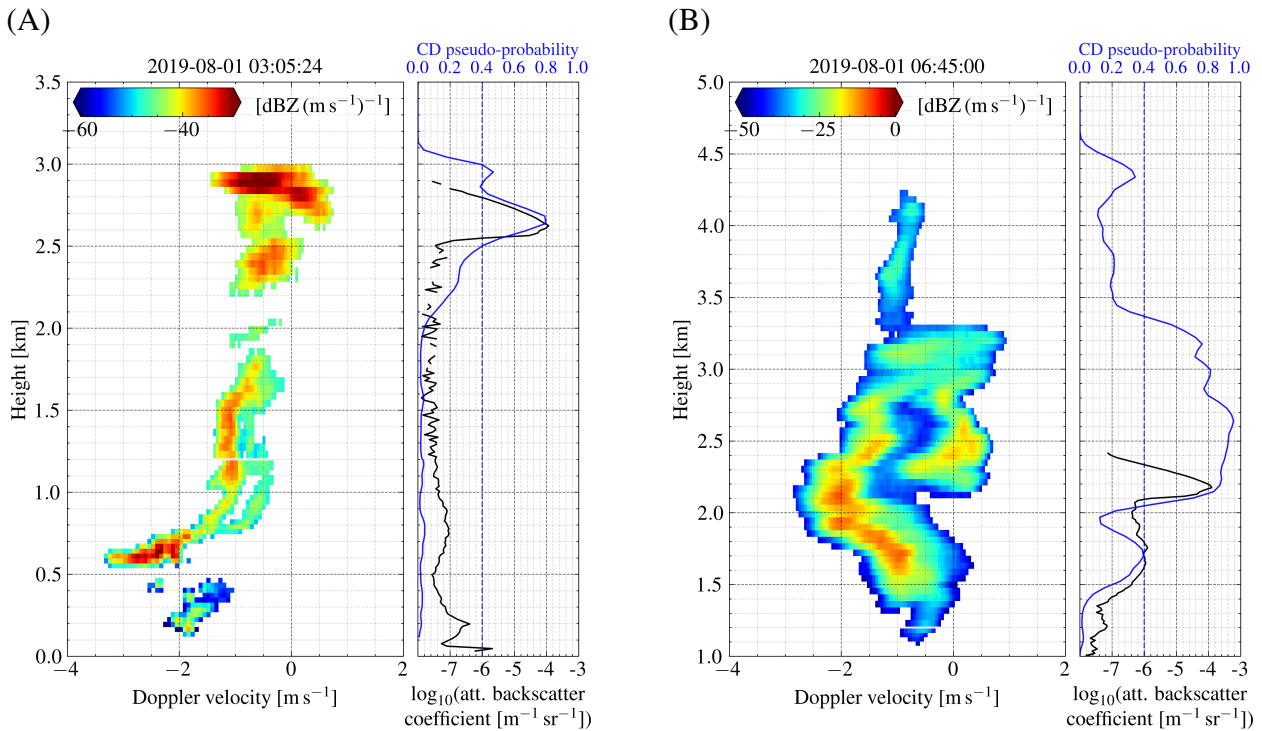 (A)
(B)
CD pseudo-probability
0.0 0.2 0.4 0.6 0.8 1.0
2019-08-01 03:05:24
[dBZ (m s⁻¹)⁻¹]
−60 −40
3.5
3.0
2.5
2.0
1.5
1.0
0.5
0.0
Height [km]
−4 −2 0 2
Doppler velocity [m s⁻¹]
-7 -6 -5 -4 -3
log₁₀(att. backscatter
coefficient [m⁻¹ sr⁻¹])
CD pseudo-probability
0.0 0.2 0.4 0.6 0.8 1.0
2019-08-01 06:45:00
[dBZ (m s⁻¹)⁻¹]
−50 −25 0
5.0
4.5
4.0
3.5
3.0
2.5
2.0
1.5
1.0
Height [km]
−4 −2 0 2
Doppler velocity [m s⁻¹]
-7 -6 -5 -4 -3
log₁₀(att. backscatter
coefficient [m⁻¹ sr⁻¹])